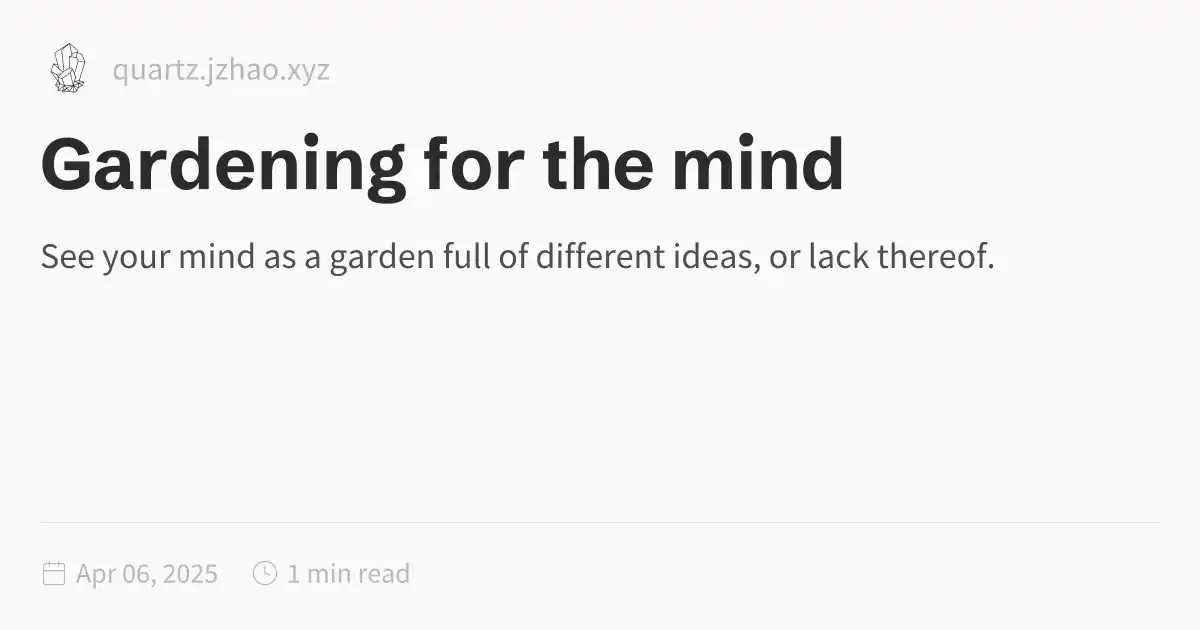 quartz.jzhao.xyz
Gardening for the mind
See your mind as a garden full of different ideas, or lack thereof.
Apr 06, 2025 1 min read